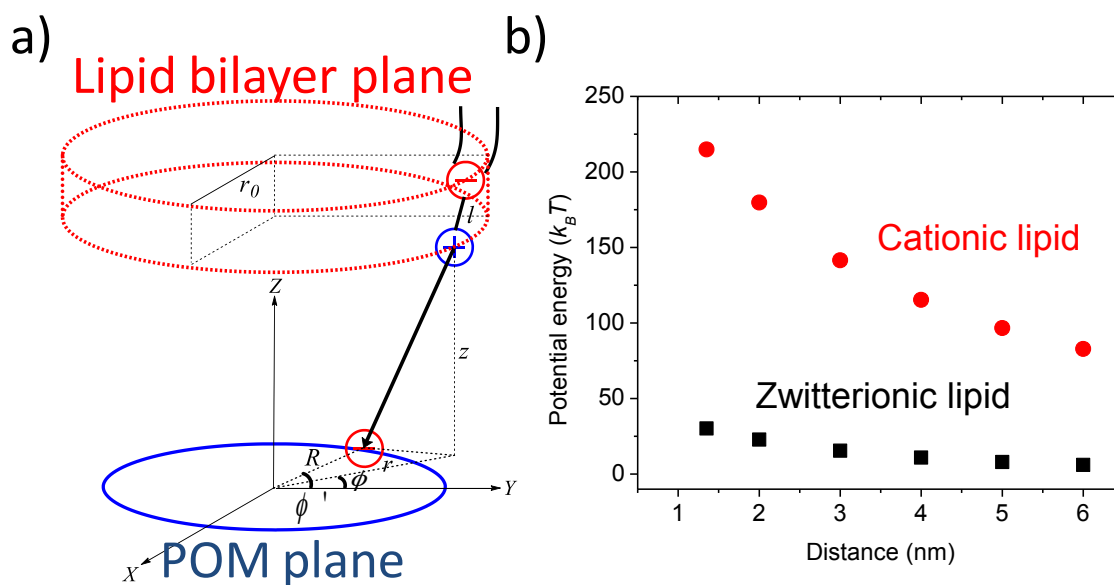 a)
Lipid bilayer plane
r0
−
l
+
Z
z
−
R
r
ϕ
ϕ '
Y
X
POM plane
b)
250
200
150
100
50
0
Potential energy (kBT)
Cationic lipid
Zwitterionic lipid
1 2 3 4 5 6
Distance (nm)